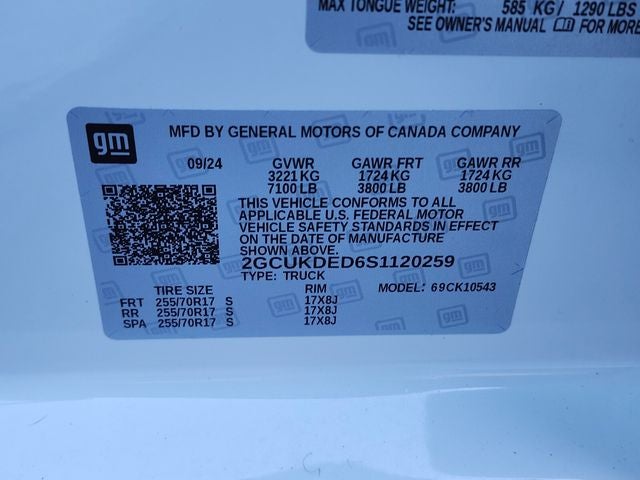 MAX TONGUE WEIGHT: 585 KG/ 1290 LBS
SEE OWNER'S MANUAL FOR MORE
gm
MFD BY GENERAL MOTORS OF CANADA COMPANY
09/24 GVWR GAWR FRT GAWR RR
3221 KG 1724 KG 1724 KG
7100 LB 3800 LB 3800 LB
THIS VEHICLE CONFORMS TO ALL
APPLICABLE U.S. FEDERAL MOTOR
VEHICLE SAFETY STANDARDS IN EFFECT
ON THE DATE OF MANUFACTURE
SHOWN ABOVE.
2GCUKDED6S1120259
TYPE: TRUCK MODEL: 69CK10543
TIRE SIZE RIM
FRT 255/70R17 S 17X8J
RR 255/70R17 S 17X8J
SPA 255/70R17 S 17X8J